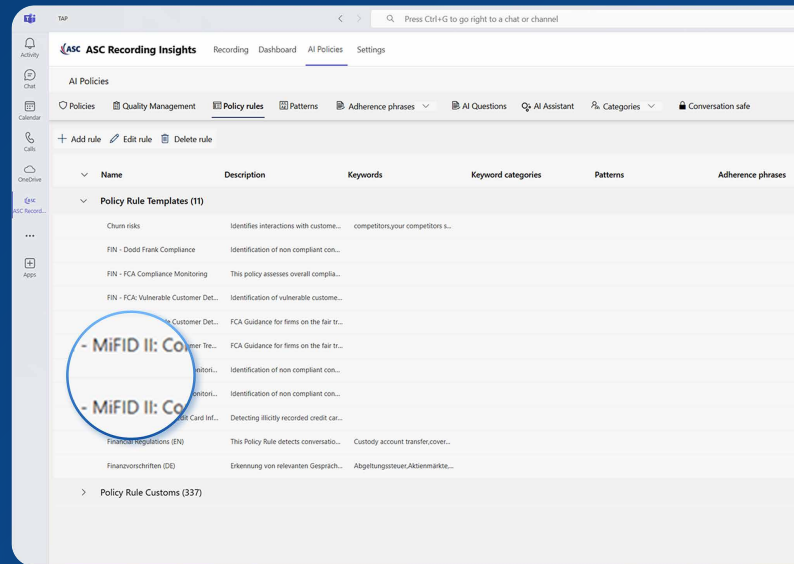 TAP
Press Ctrl+G to go right to a chat or channel
Activity
Chat
Calendar
Calls
OneDrive
ASC Record...
Apps
ASC ASC Recording Insights Recording Dashboard AI Policies Settings
AI Policies
Policies Quality Management Policy rules Patterns Adherence phrases AI Questions AI Assistant Categories Conversation safe
Add rule Edit rule Delete rule
Name Description Keywords Keyword categories Patterns Adherence phrases
Policy Rule Templates (11)
Churn risks Identifies interactions with custome... competitors,your competitors s...
FIN - Dodd Frank Compliance Identification of non compliant con...
FIN - FCA Compliance Monitoring This policy assesses overall complia...
FIN - FCA: Vulnerable Customer Det... Identification of vulnerable custome...
Customer Det... FCA Guidance for firms on the fair tr...
- MiFID II: Co
Tre... FCA Guidance for firms on the fair tr...
Identification of non compliant con...
Identification of non compliant con...
- MiFID II: Co
Card Inf... Detecting illicitly recorded credit car...
Financial Regulations (EN) This Policy Rule detects conversatio... Custody account transfer,cover...
Finanzvorschriften (DE) Erkennung von relevanten Gespräch... Abgeltungssteuer,Aktienmärkte,...
Policy Rule Customs (337)